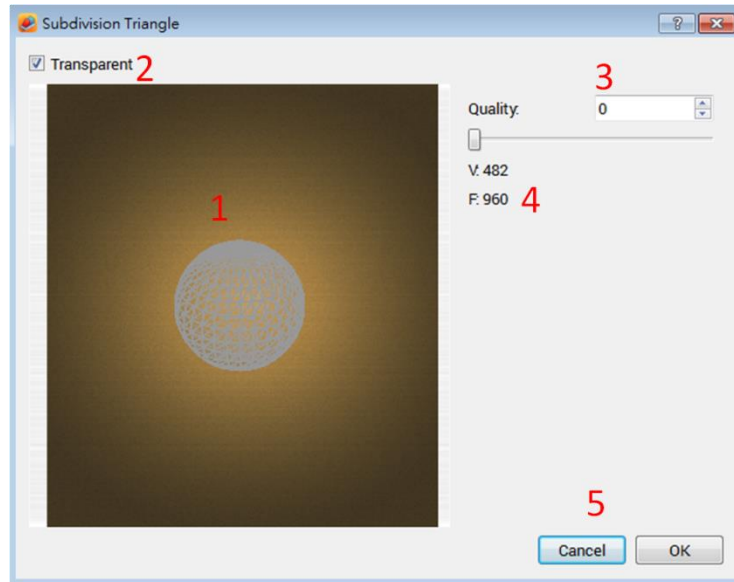 Subdivision Triangle
Transparent 2
3
Quality: 0
V: 482
F: 960 4
1
5
Cancel OK